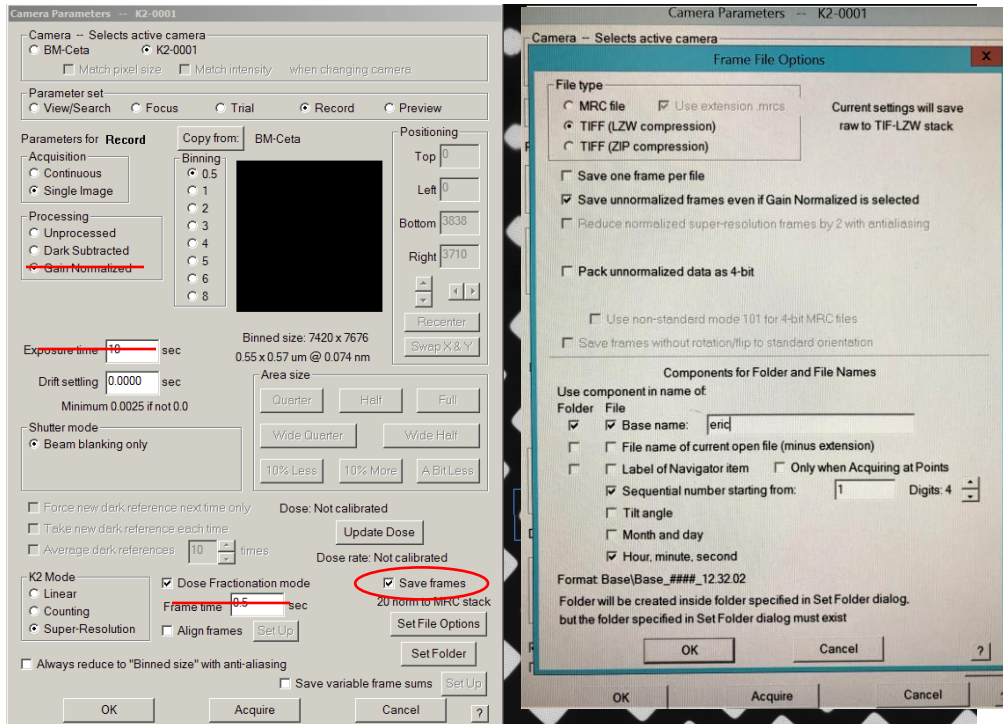 Camera Parameters -- K2-0001
Camera -- Selects active camera
BM-Ceta K2-0001
Match pixel size Match intensity when changing camera
Parameter set
View/Search Focus Trial Record Preview
Parameters for Record Copy from: BM-Ceta
Acquisition
Continuous
Single Image
Processing
Unprocessed
Dark Subtracted
Gain Normalized
Binning
0.5
1
2
3
4
5
6
8
Positioning
Top 0
Left 0
Bottom 3838
Right 3710
Recenter
Swap X & Y
Exposure time 10 sec
Drift settling 0.0000 sec
Minimum 0.0025 if not 0.0
Binned size: 7420 x 7676
0.55 x 0.57 um @ 0.074 nm
Shutter mode
Beam blanking only
Area size
Quarter Half Full
Wide Quarter Wide Half
10% Less 10% More A Bit Less
Force new dark reference next time only
Take new dark reference each time
Average dark references 10 times
Dose: Not calibrated
Update Dose
Dose rate: Not calibrated
K2 Mode
Linear
Counting
Super-Resolution
Dose Fractionation mode
Frame time 0.5 sec
Align frames Set Up
Save frames
20 norm to MRC stack
Set File Options
Set Folder
Always reduce to "Binned size" with anti-aliasing
Save variable frame sums Set Up
OK Acquire Cancel ?
Camera Parameters -- K2-0001
Camera -- Selects active camera
Frame File Options X
File type
MRC file Use extension .mrcs
TIFF (LZW compression)
TIFF (ZIP compression)
Current settings will save
raw to TIF-LZW stack
Save one frame per file
Save unnormalized frames even if Gain Normalized is selected
Reduce normalized super-resolution frames by 2 with antialiasing
Pack unnormalized data as 4-bit
Use non-standard mode 101 for 4-bit MRC files
Save frames without rotation/flip to standard orientation
Components for Folder and File Names
Use component in name of:
Folder File
Base name: eric
File name of current open file (minus extension)
Label of Navigator item Only when Acquiring at Points
Sequential number starting from: 1 Digits: 4
Tilt angle
Month and day
Hour, minute, second
Format: Base\Base_####_12.32.02
Folder will be created inside folder specified in Set Folder dialog,
but the folder specified in Set Folder dialog must exist
OK Cancel ?
OK Acquire Cancel